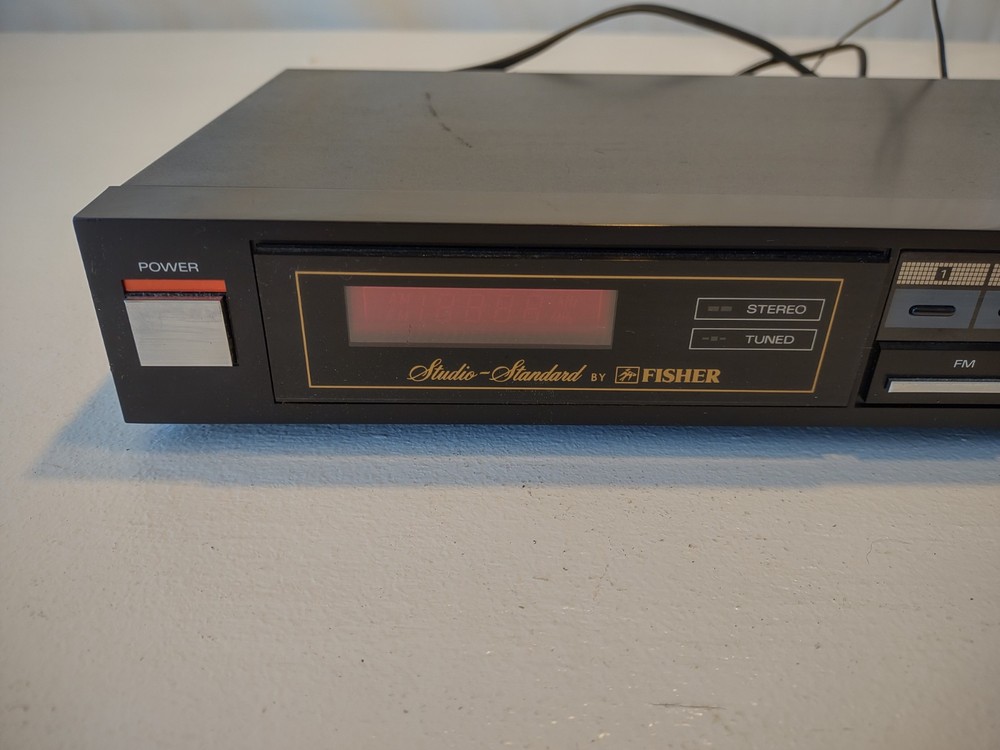 POWER
STEREO
TUNED
Studio-Standard BY FISHER
1
FM